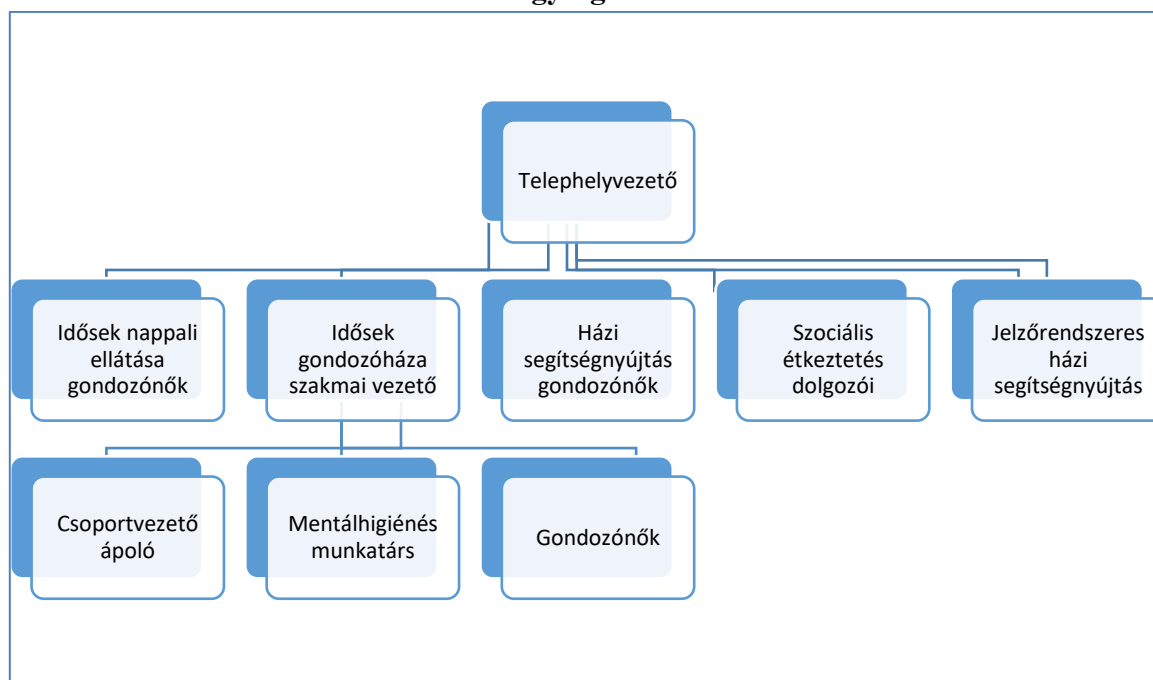 Telephelyvezető
Idősek nappali
ellátása
gondozónők
Idősek
gondozóháza
szakmai vezető
Házi
segítségnyújtás
gondozónők
Szociális
étkeztetés
dolgozói
Jelzőrendszeres
házi
segítségnyújtás
Csoportvezető
ápoló
Mentálhigiénés
munkatárs
Gondozónők